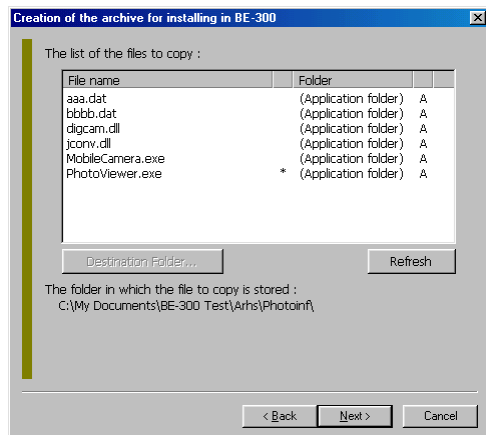 Creation of the archive for installing in BE-300
The list of the files to copy :
File name Folder
aaa.dat (Application folder) A
bbbb.dat (Application folder) A
digcam.dll (Application folder) A
jconv.dll (Application folder) A
MobileCamera.exe (Application folder) A
PhotoViewer.exe * (Application folder) A
Destination Folder... Refresh
The folder in which the file to copy is stored :
C:\My Documents\BE-300 Test\Arhs\Photoinf\
< Back Next > Cancel